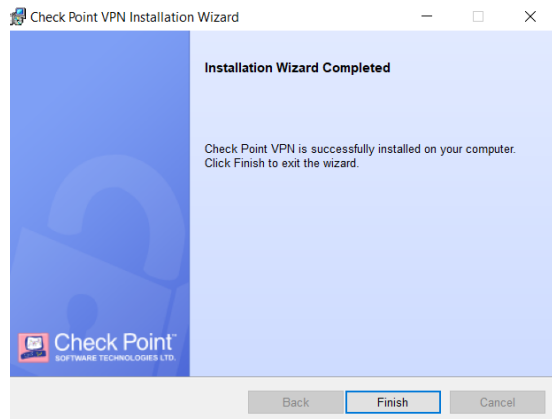 Check Point VPN Installation Wizard
Installation Wizard Completed
Check Point VPN is successfully installed on your computer.
Click Finish to exit the wizard.
Check Point™
SOFTWARE TECHNOLOGIES LTD.
Back
Finish
Cancel